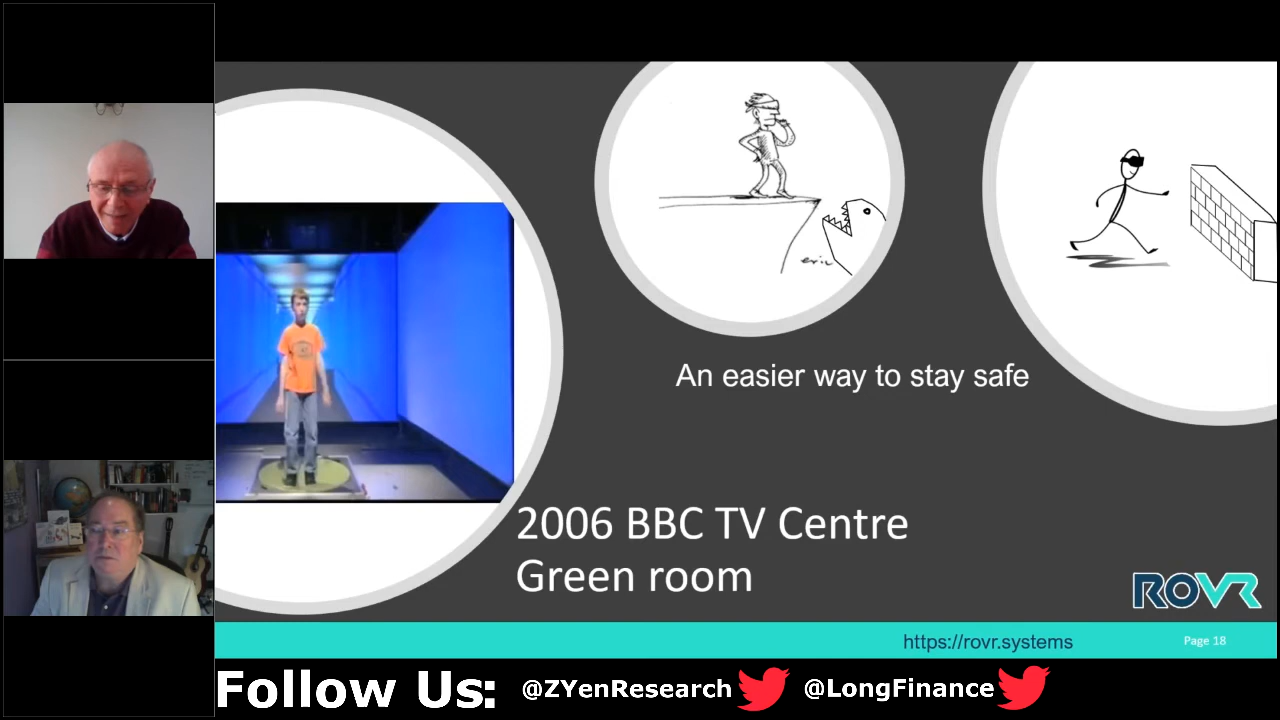 eric
An easier way to stay safe
2006 BBC TV Centre
Green room
ROVR
https://rovr.systems
Page 18
Follow Us: @ZYenResearch @LongFinance